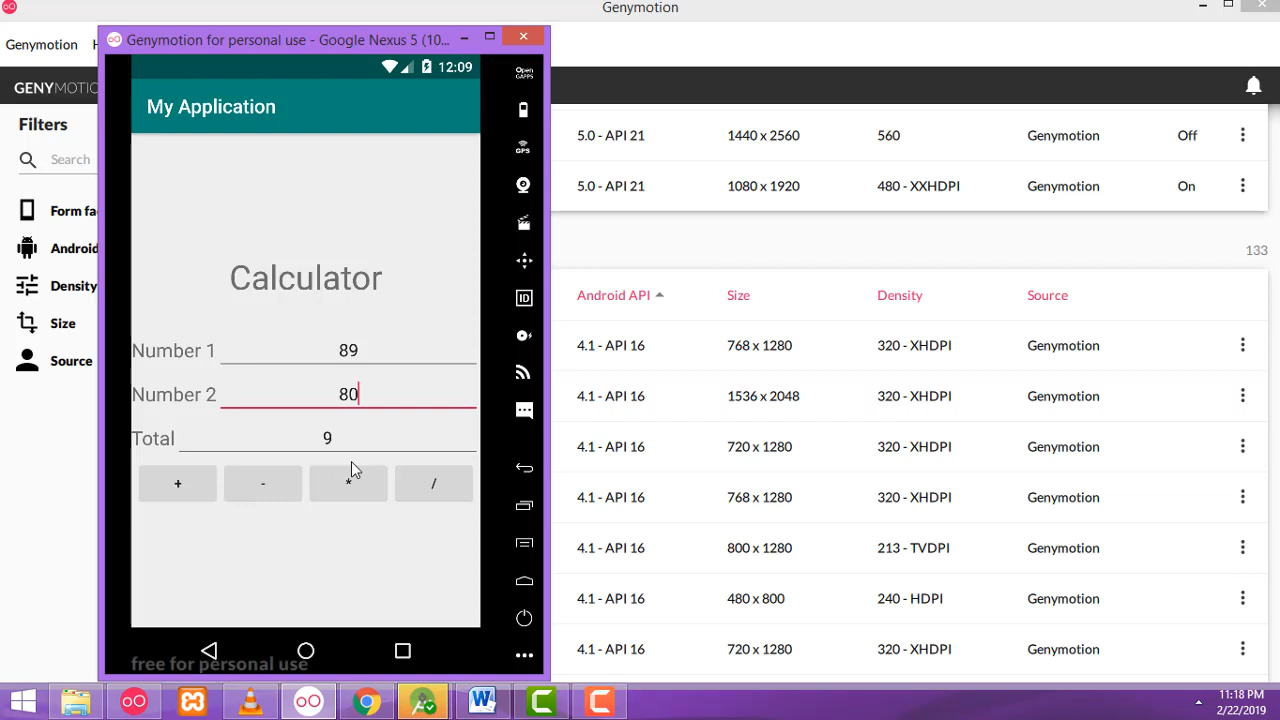 Genymotion
Genymotion H
GENYMOTIO
Filters
Search
Form fa
Android
Density
Size
Source
Genymotion for personal use - Google Nexus 5 (10...
12:09
My Application
Calculator
Number 1 89
Number 2 80
Total 9
+ - * /
free for personal use
Open
GAPPS
GPS
ID
5.0 - API 21 1440 x 2560 560 Genymotion Off
5.0 - API 21 1080 x 1920 480 - XXHDPI Genymotion On
133
Android API Size Density Source
4.1 - API 16 768 x 1280 320 - XHDPI Genymotion
4.1 - API 16 1536 x 2048 320 - XHDPI Genymotion
4.1 - API 16 720 x 1280 320 - XHDPI Genymotion
4.1 - API 16 768 x 1280 320 - XHDPI Genymotion
4.1 - API 16 800 x 1280 213 - TVDPI Genymotion
4.1 - API 16 480 x 800 240 - HDPI Genymotion
4.1 - API 16 720 x 1280 320 - XHDPI Genymotion
11:18 PM
2/22/2019